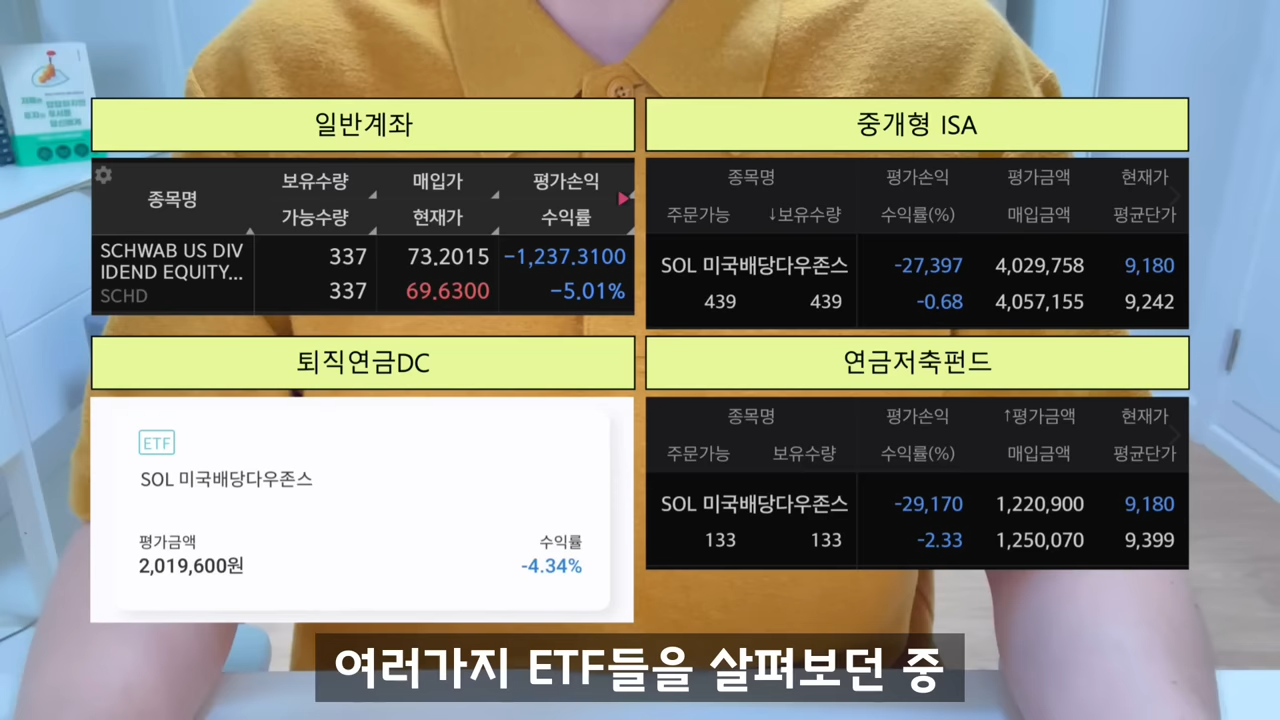 일반계좌
종목명
보유수량
매입가
평가손익
가능수량
현재가
수익률
SCHWAB US DIV
IDEND EQUITY...
SCHD
337
73.2015
-1,237.3100
337
69.6300
-5.01%
중개형 ISA
종목명
평가손익
평가금액
현재가
주문가능
↓보유수량
수익률(%)
매입금액
평균단가
SOL 미국배당다우존스
-27,397
4,029,758
9,180
439
439
-0.68
4,057,155
9,242
퇴직연금DC
ETF
SOL 미국배당다우존스
평가금액
수익률
2,019,600원
-4.34%
연금저축펀드
종목명
평가손익
↑평가금액
현재가
주문가능
보유수량
수익률(%)
매입금액
평균단가
SOL 미국배당다우존스
-29,170
1,220,900
9,180
133
133
-2.33
1,250,070
9,399
여러가지 ETF들을 살펴보던 중